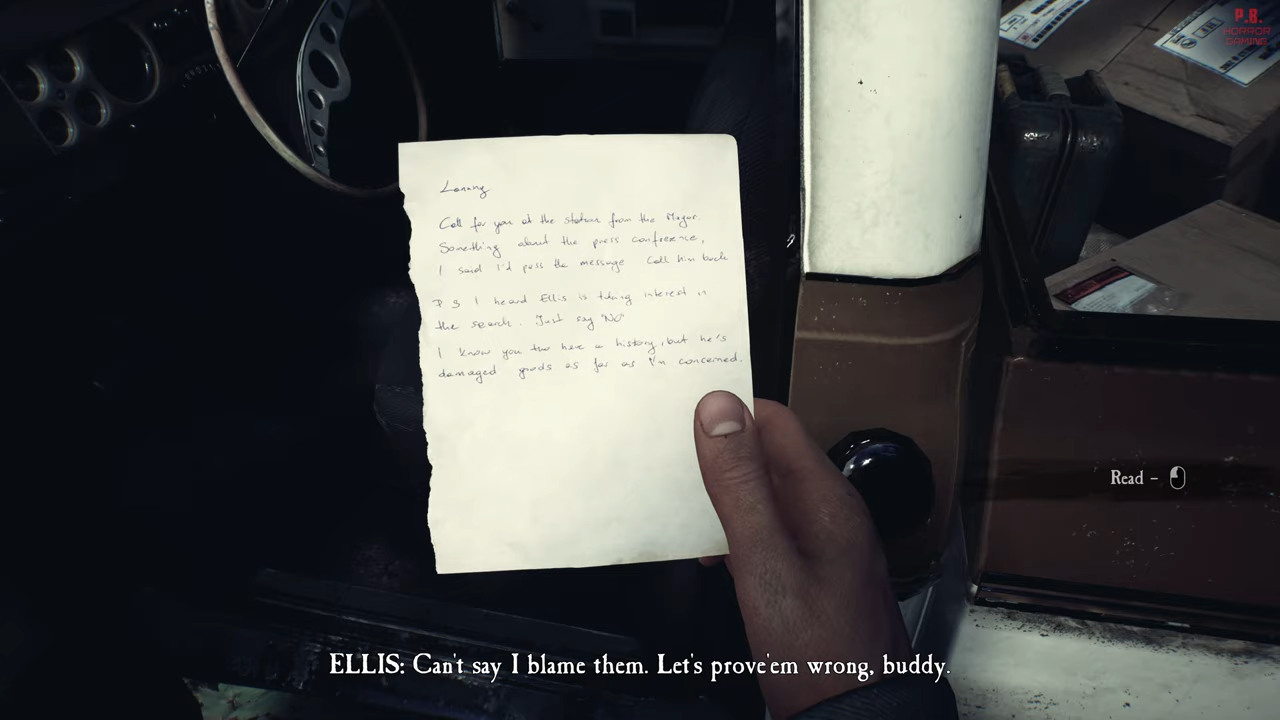 P.B.
HORROR
GAMING
Lanning
Call for you at the station from the Mayor.
Something about the press conference,
I said I'd pass the message Call him back
P.S I heard Ellis is taking interest in
the search. Just say "No"
I know you two have a history, but he's
damaged goods as far as I'm concerned.
Read -
ELLIS: Can't say I blame them. Let's prove'em wrong, buddy.